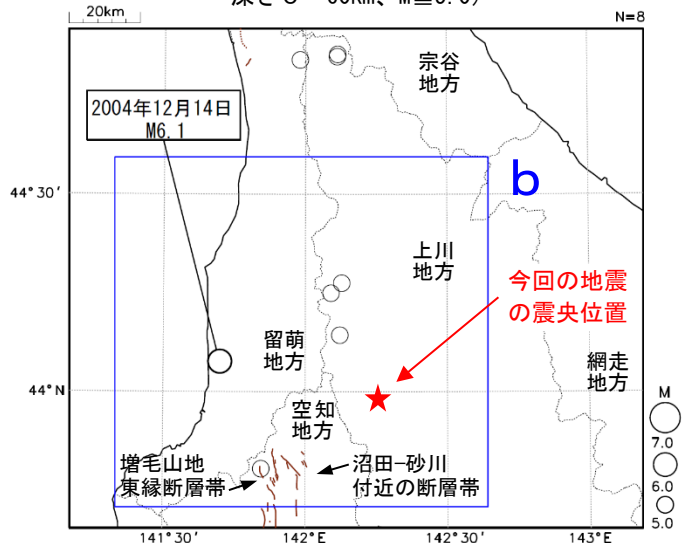 深さ0～60km、M≧5.0）
20km
N=8
宗谷
地方
2004年12月14日
M6.1
44°30′
b
上川
地方
今回の地震
の震央位置
留萌
地方
網走
地方
44°N
空知
地方
M
7.0
6.0
5.0
増毛山地
東縁断層帯
沼田−砂川
付近の断層帯
141°30′
142°E
142°30′
143°E